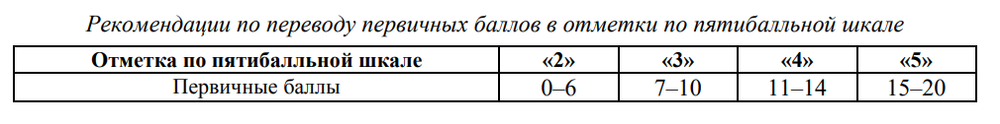 Рекомендации по переводу первичных баллов в отметки по пятибалльной шкале
Отметка по пятибалльной шкале «2» «3» «4» «5»
Первичные баллы 0–6 7–10 11–14 15–20